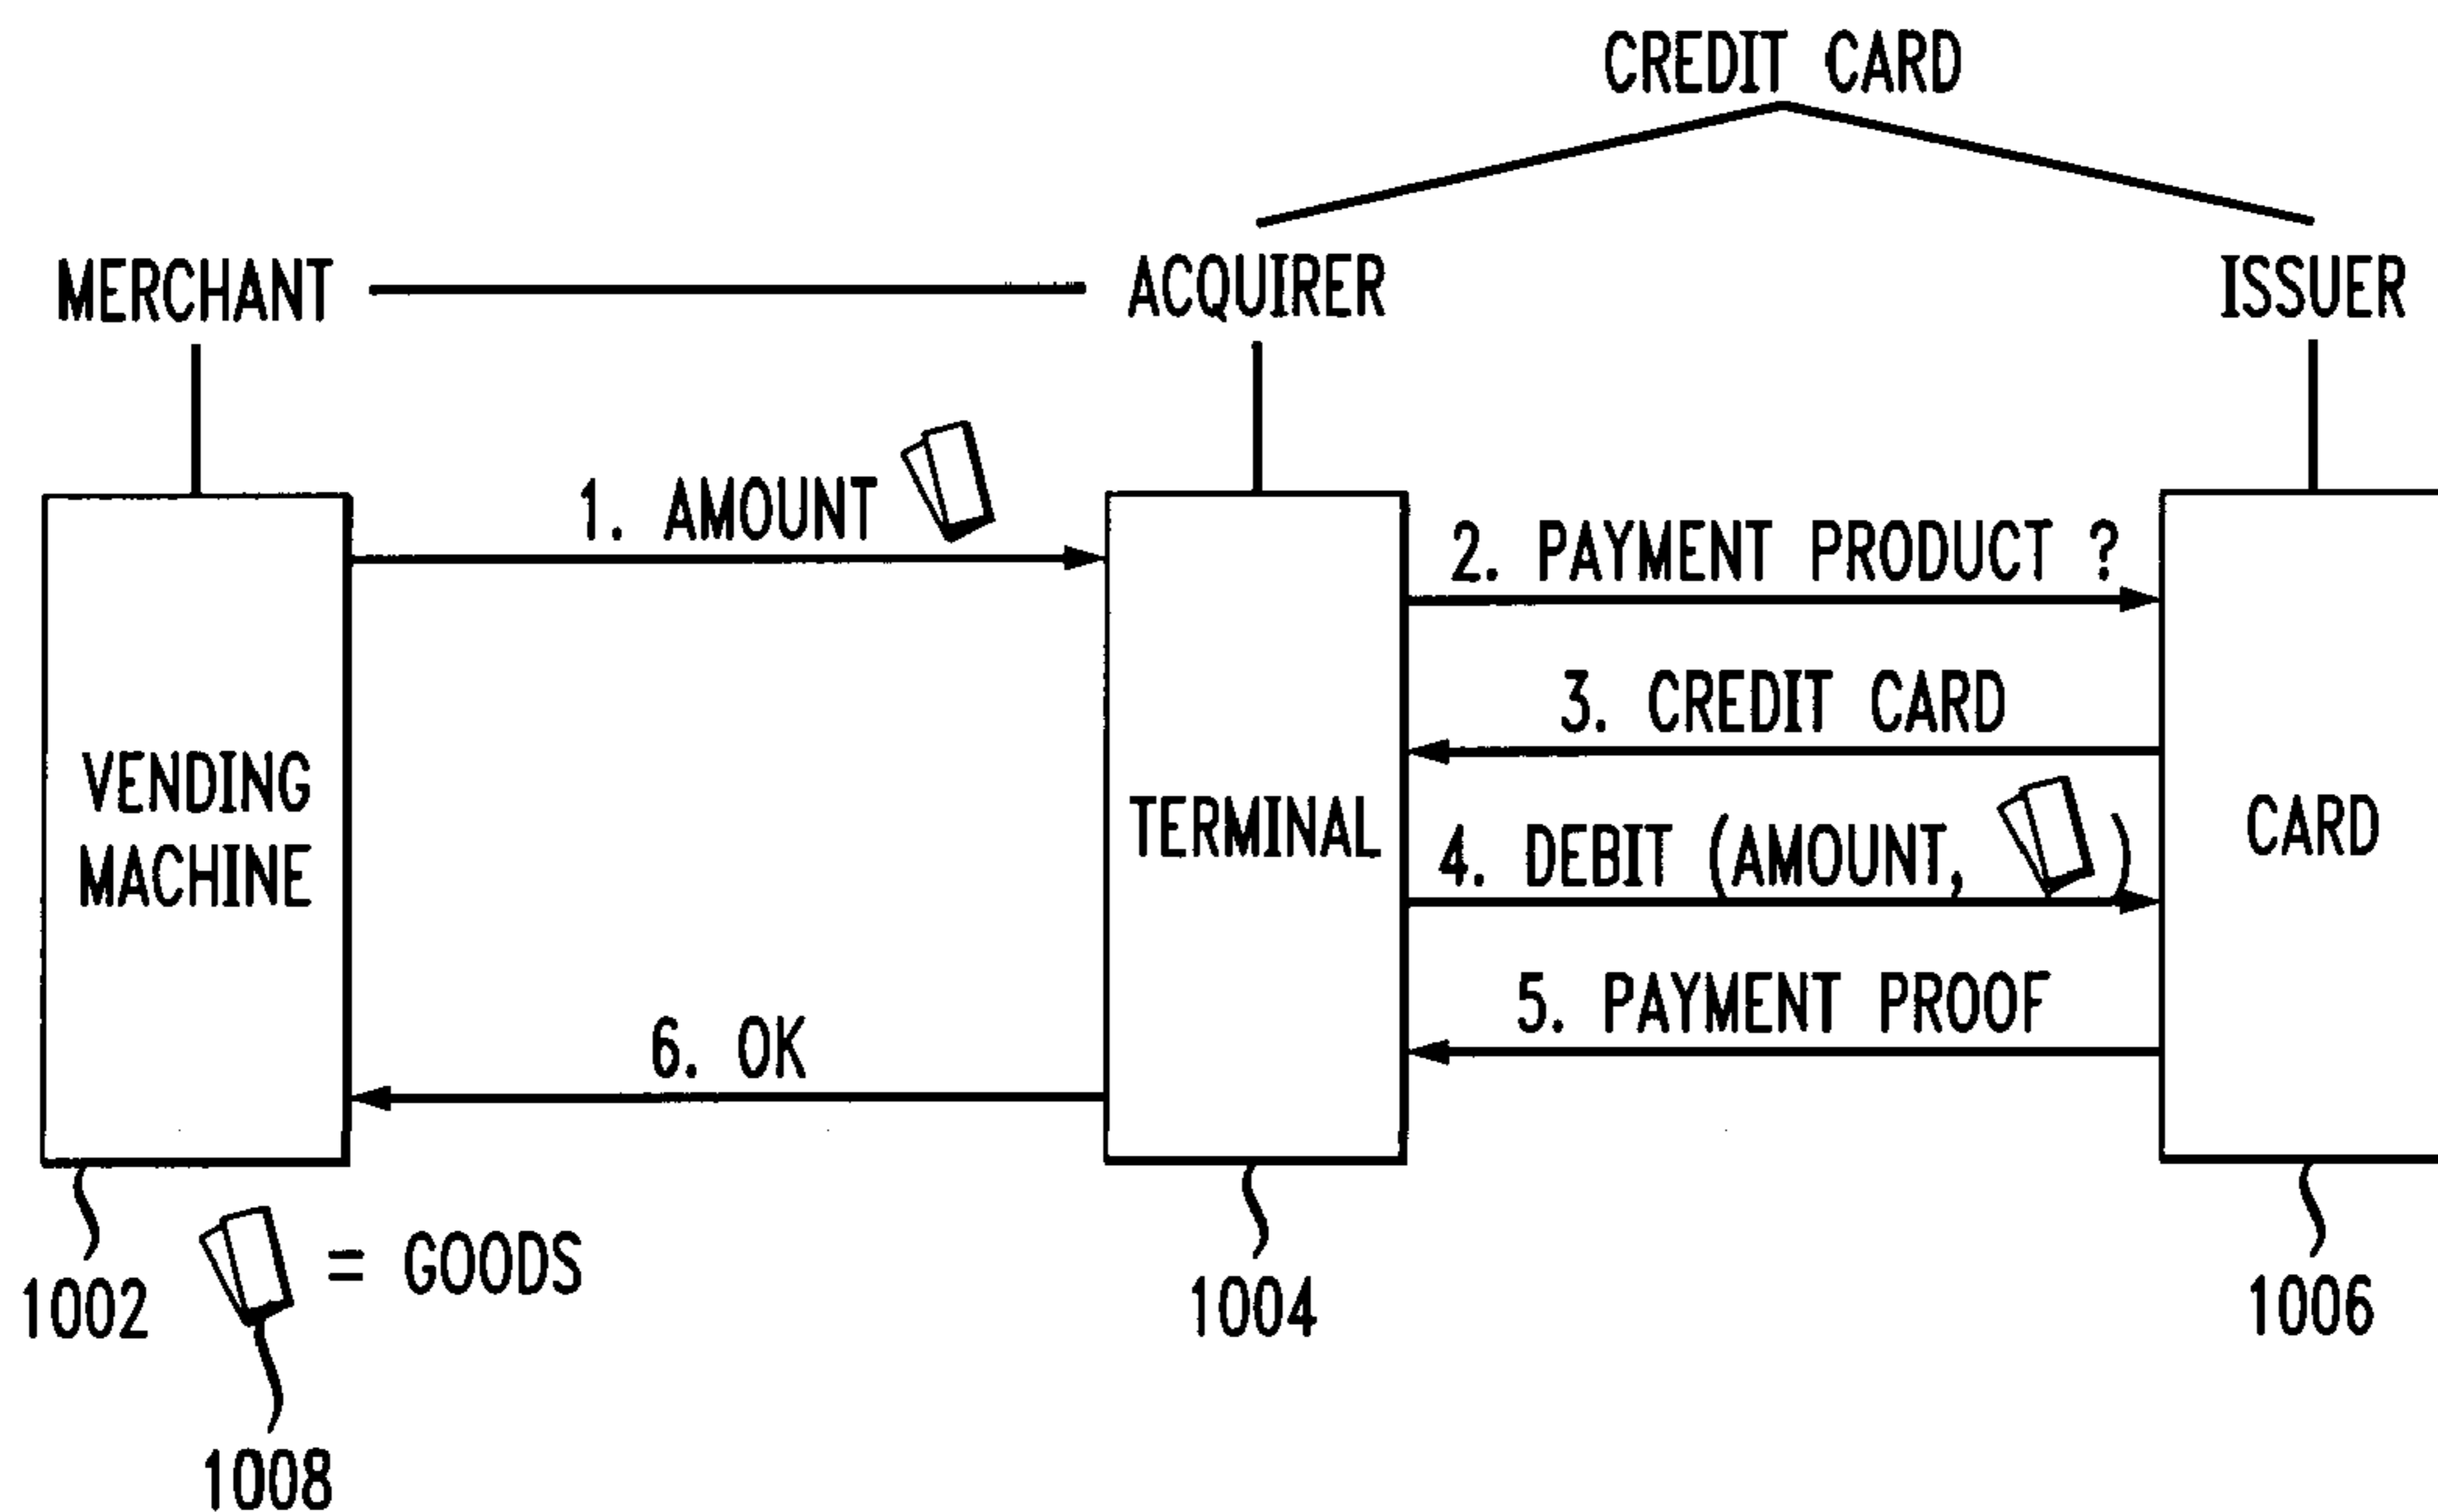 CREDIT CARD
MERCHANT
ACQUIRER
ISSUER
1. AMOUNT
2. PAYMENT PRODUCT ?
3. CREDIT CARD
VENDING
MACHINE
TERMINAL
4. DEBIT (AMOUNT, )
CARD
5. PAYMENT PROOF
6. OK
= GOODS
1002
1004
1006
1008